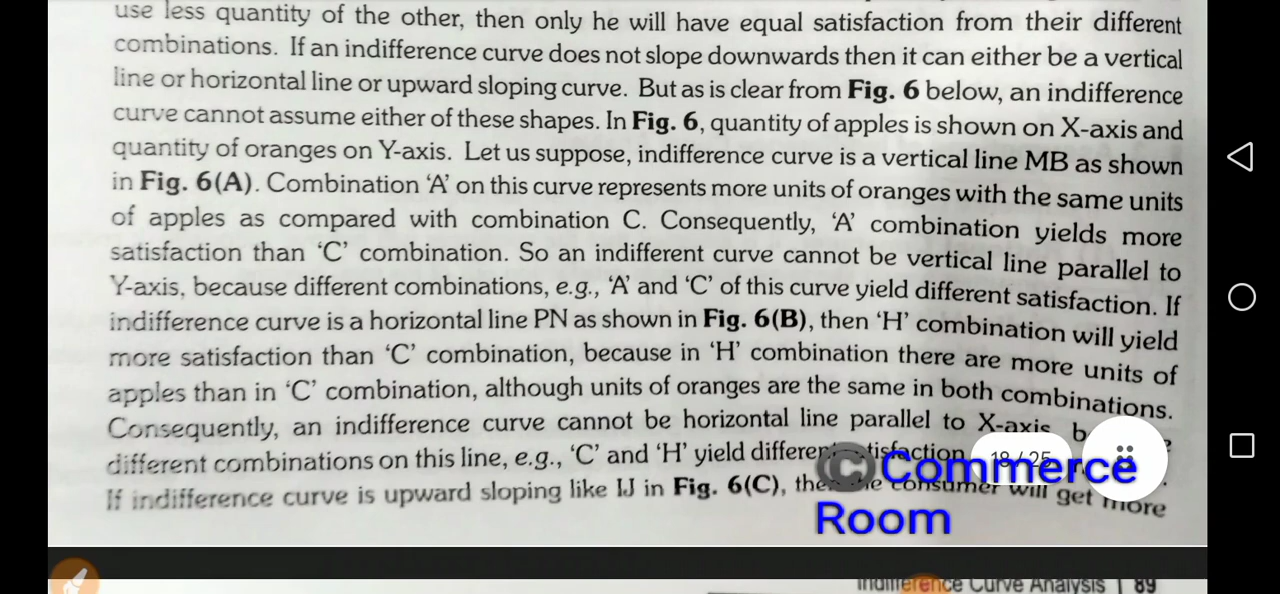 use less quantity of the other, then only he will have equal satisfaction from their different
combinations. If an indifference curve does not slope downwards then it can either be a vertical
line or horizontal line or upward sloping curve. But as is clear from Fig. 6 below, an indifference
curve cannot assume either of these shapes. In Fig. 6, quantity of apples is shown on X-axis and
quantity of oranges on Y-axis. Let us suppose, indifference curve is a vertical line MB as shown
in Fig. 6(A). Combination ‘A’ on this curve represents more units of oranges with the same units
of apples as compared with combination C. Consequently, ‘A’ combination yields more
satisfaction than ‘C’ combination. So an indifferent curve cannot be vertical line parallel to
Y-axis, because different combinations, e.g., ‘A’ and ‘C’ of this curve yield different satisfaction. If
indifference curve is a horizontal line PN as shown in Fig. 6(B), then ‘H’ combination will yield
more satisfaction than ‘C’ combination, because in ‘H’ combination there are more units of
apples than in ‘C’ combination, although units of oranges are the same in both combinations.
Consequently, an indifference curve cannot be horizontal line parallel to X-axis
different combinations on this line, e.g., ‘C’ and ‘H’ yield different satisfaction
If indifference curve is upward sloping like IJ in Fig. 6(C), then the consumer will get more
18 / 25
© Commerce
Room
Indifference Curve Analysis | 89